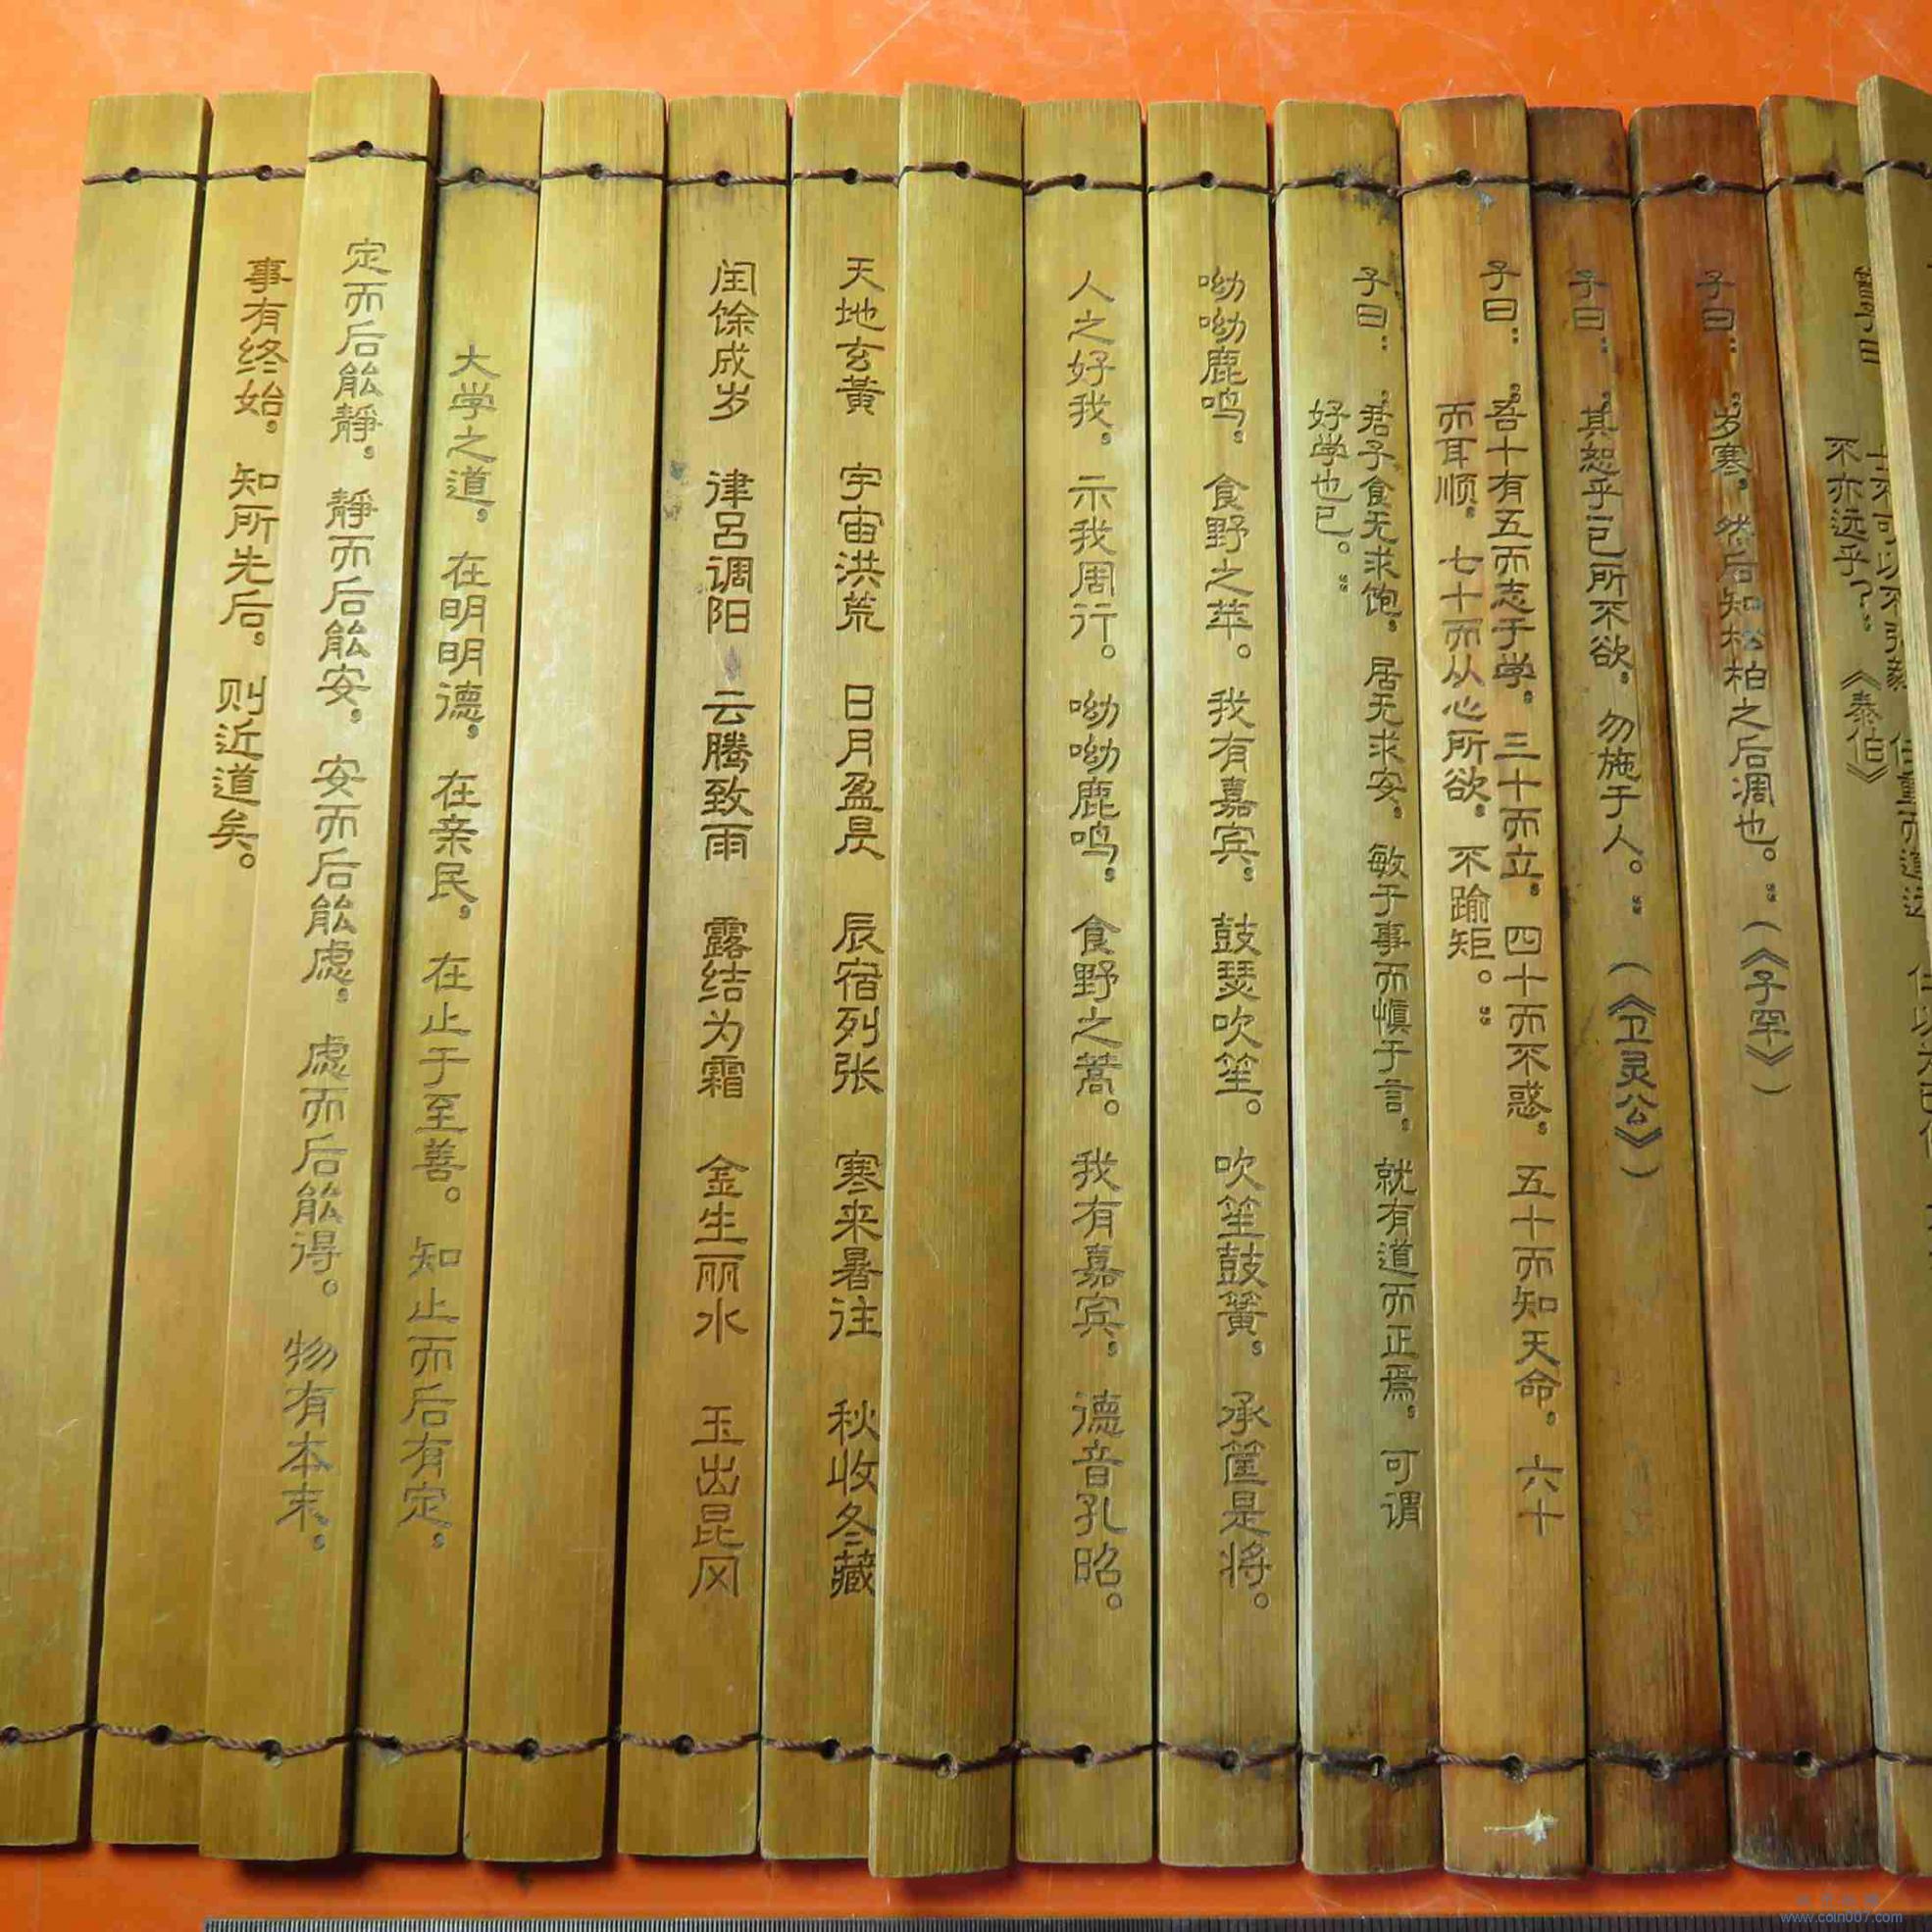 曾子曰
不亦远乎？”《泰伯》
子曰：“岁寒，然后知松柏之后凋也。”（《子罕》）
子曰：“其恕乎已所不欲，勿施于人。”（《卫灵公》）
子曰：“吾十有五而志于学，三十而立，四十而不惑，五十而知天命，六十
而耳顺，七十而从心所欲，不踰矩。”
子曰：“君子食无求饱，居无求安，敏于事而慎于言，就有道而正焉，可谓
好学也已。”
呦呦鹿鸣，食野之苹。我有嘉宾，鼓瑟吹笙。吹笙鼓簧，承筐是将。
人之好我，示我周行。呦呦鹿鸣，食野之蒿。我有嘉宾，德音孔昭。
天地玄黄 宇宙洪荒 日月盈昃 辰宿列张 寒来暑往 秋收冬藏
闰馀成岁 律吕调阳 云腾致雨 露结为霜 金生丽水 玉出昆冈
大学之道，在明明德，在亲民，在止于至善。知止而后有定，
定而后能静，静而后能安，安而后能虑，虑而后能得。物有本末，
事有终始，知所先后，则近道矣。
www.coin007.com